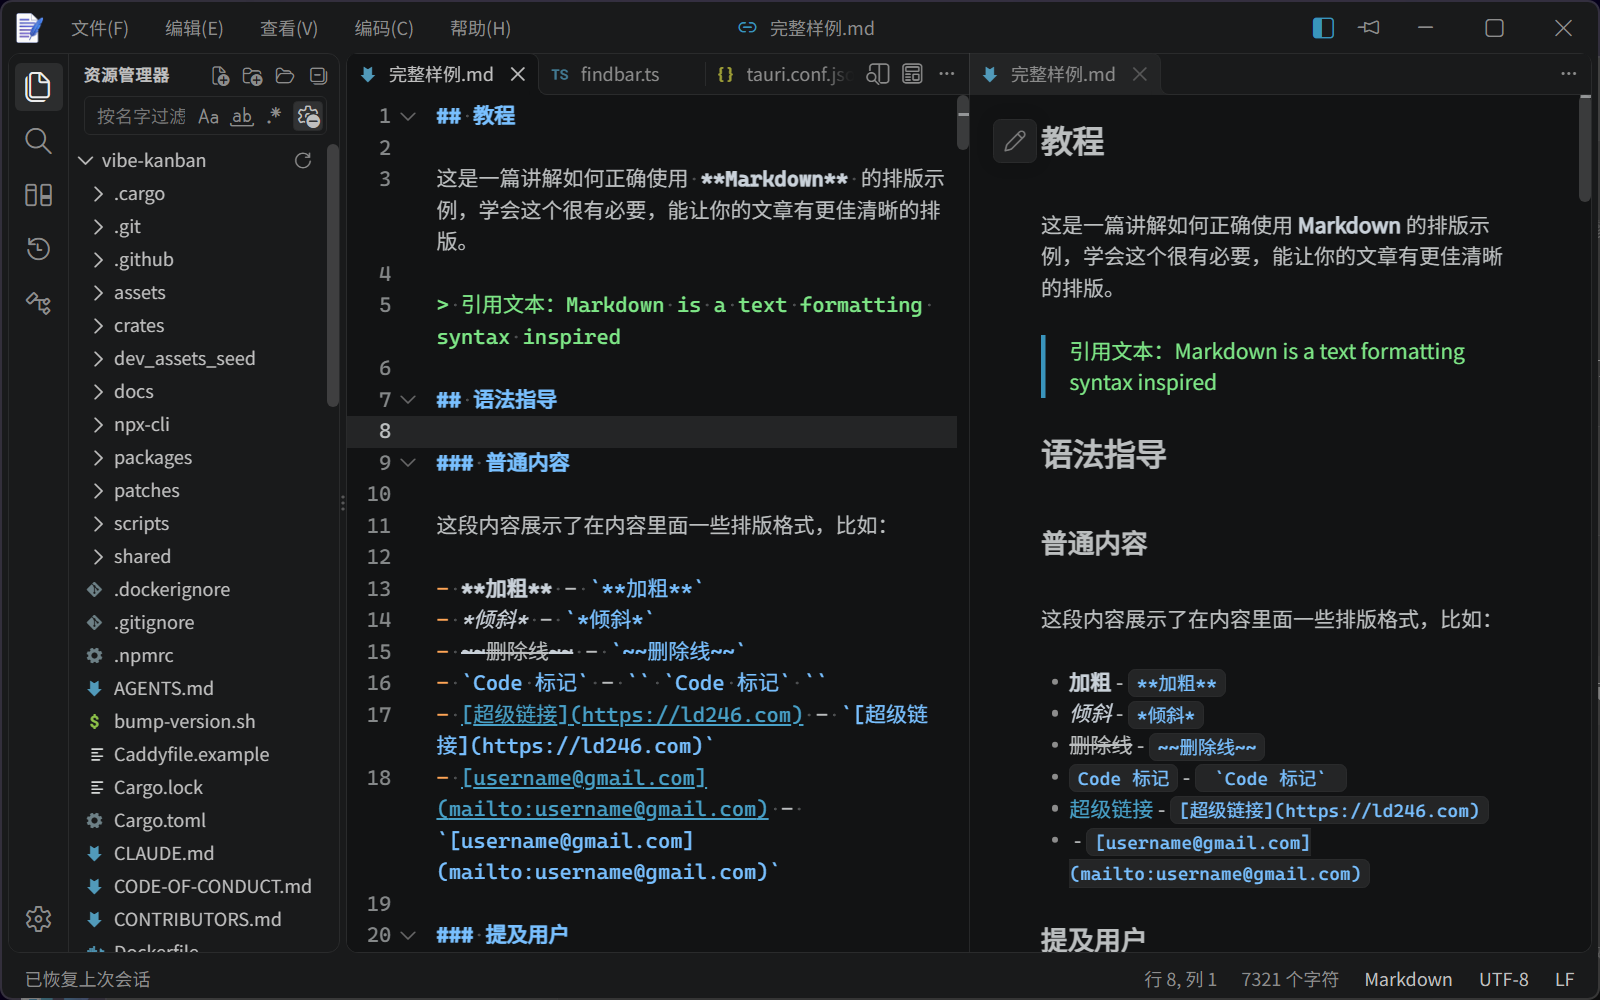 文件(F) 编辑(E) 查看(V) 编码(C) 帮助(H) 完整样例.md
资源管理器
按名字过滤 Aa ab .*
vibe-kanban
.cargo
.git
.github
assets
crates
dev_assets_seed
docs
npx-cli
packages
patches
scripts
shared
.dockerignore
.gitignore
.npmrc
AGENTS.md
$ bump-version.sh
Caddyfile.example
Cargo.lock
Cargo.toml
CLAUDE.md
CODE-OF-CONDUCT.md
CONTRIBUTORS.md
Dockerfile
完整样例.md TS findbar.ts {} tauri.conf.jsc
1 ## 教程
2
3 这是一篇讲解如何正确使用 **Markdown** 的排版示
例，学会这个很有必要，能让你的文章有更佳清晰的排
版。
4
5 > 引用文本：Markdown is a text formatting
syntax inspired
6
7 ## 语法指导
8
9 ### 普通内容
10
11 这段内容展示了在内容里面一些排版格式，比如：
12
13 - **加粗** - `**加粗**`
14 - *倾斜* - `*倾斜*`
15 - ~~删除线~~ - `~~删除线~~`
16 - `Code 标记` - `` `Code 标记` ``
17 - [超级链接](https://ld246.com) - `[超级链
接](https://ld246.com)`
18 - [username@gmail.com]
(mailto:username@gmail.com) -
`[username@gmail.com]
(mailto:username@gmail.com)`
19
20 ### 提及用户
完整样例.md
教程
这是一篇讲解如何正确使用 Markdown 的排版示
例，学会这个很有必要，能让你的文章有更佳清晰
的排版。
引用文本：Markdown is a text formatting
syntax inspired
语法指导
普通内容
这段内容展示了在内容里面一些排版格式，比如：
• 加粗 - **加粗**
• 倾斜 - *倾斜*
• 删除线 - ~~删除线~~
• Code 标记 - `Code 标记`
• 超级链接 - [超级链接](https://ld246.com)
• - [username@gmail.com]
(mailto:username@gmail.com)
提及用户
已恢复上次会话 行 8, 列 1 7321 个字符 Markdown UTF-8 LF